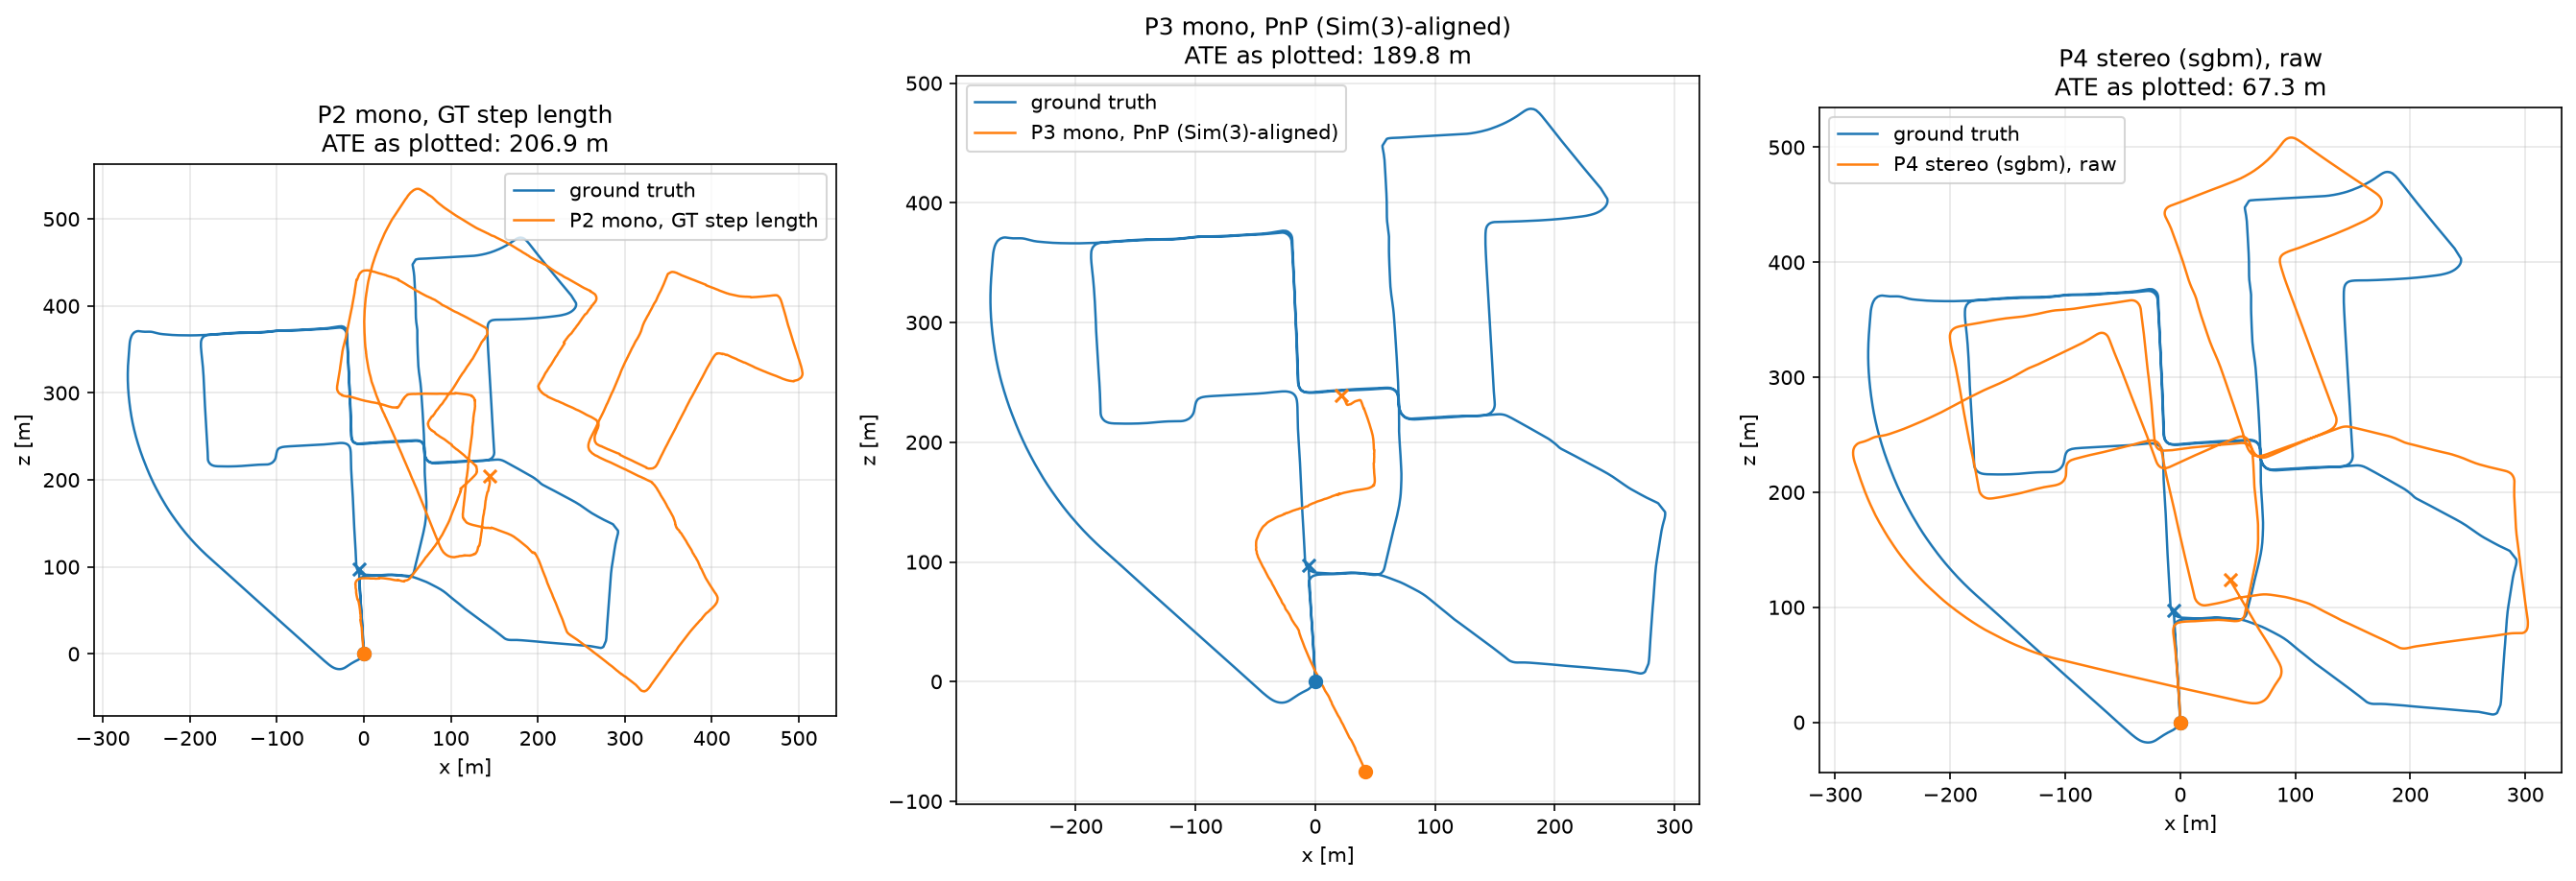 P2 mono, GT step length
ATE as plotted: 206.9 m
ground truth
P2 mono, GT step length
500
400
300
200
100
0
z [m]
−300 −200 −100 0 100 200 300 400 500
x [m]
P3 mono, PnP (Sim(3)-aligned)
ATE as plotted: 189.8 m
ground truth
P3 mono, PnP (Sim(3)-aligned)
500
400
300
200
100
0
−100
z [m]
−200 −100 0 100 200 300
x [m]
P4 stereo (sgbm), raw
ATE as plotted: 67.3 m
ground truth
P4 stereo (sgbm), raw
500
400
300
200
100
0
z [m]
−300 −200 −100 0 100 200 300
x [m]